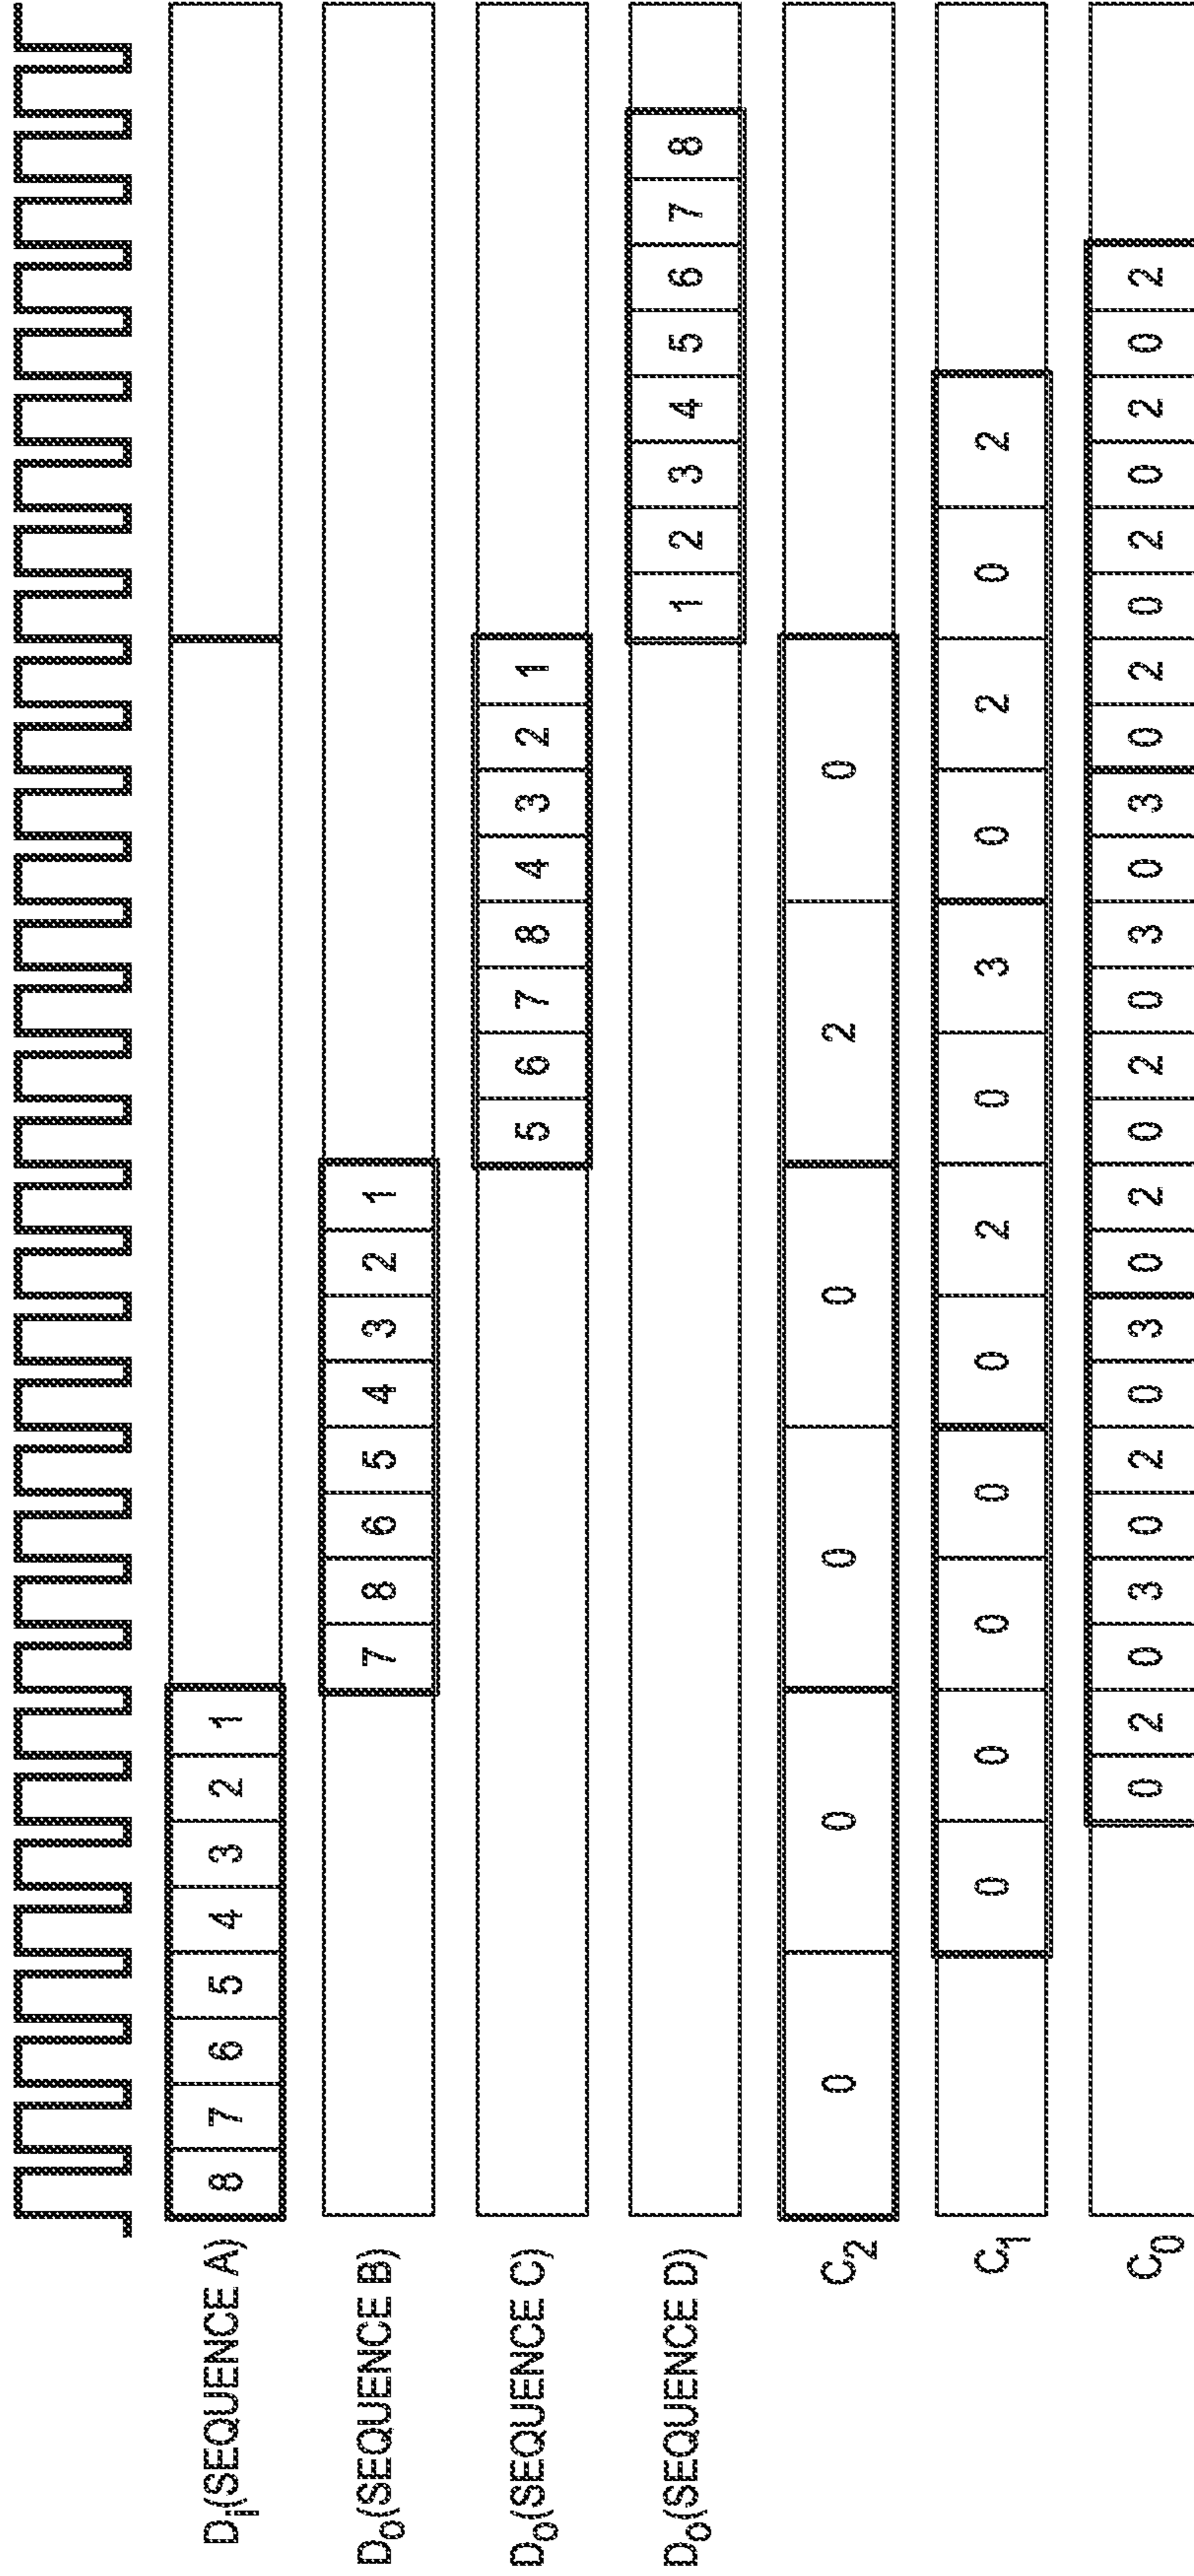 Di(SEQUENCE A) 8 7 6 5 4 3 2 1
Do(SEQUENCE B) 7 8 6 5 4 3 2 1
Do(SEQUENCE C) 5 6 7 8 4 3 2 1
Do(SEQUENCE D) 1 2 3 4 5 6 7 8
C2 0 0 0 0 2 0
C1 0 0 0 0 0 2 0 3 0 2 0 2
C0 0 2 0 3 0 2 0 3 0 2 0 2 0 3 0 3 0 2 0 2 0 2 0 2